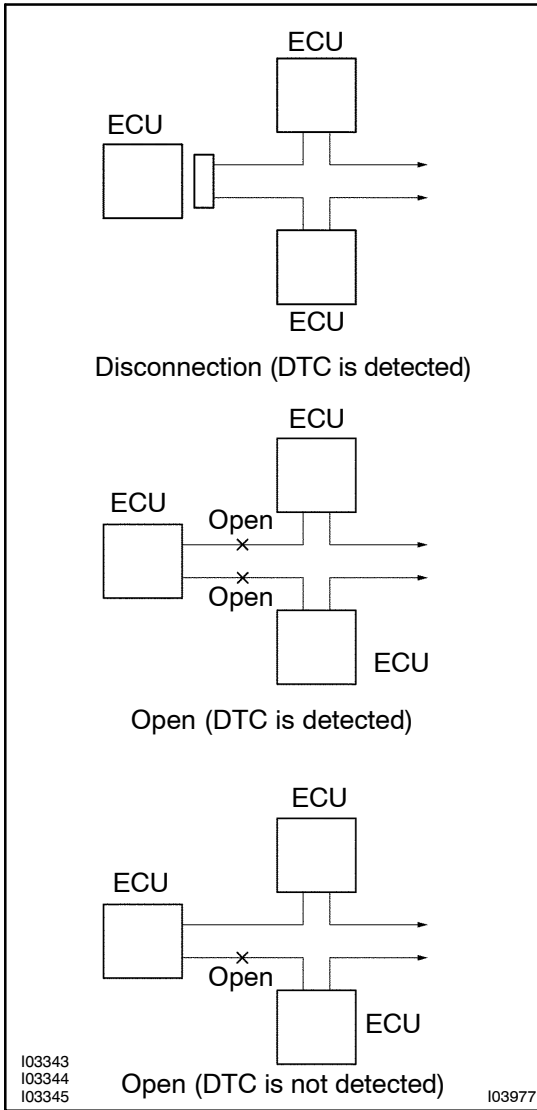 ECU
ECU
ECU
Disconnection (DTC is detected)
ECU
ECU
Open
Open
ECU
Open (DTC is detected)
ECU
ECU
Open
ECU
I03343
I03344
I03345
Open (DTC is not detected)
I03977